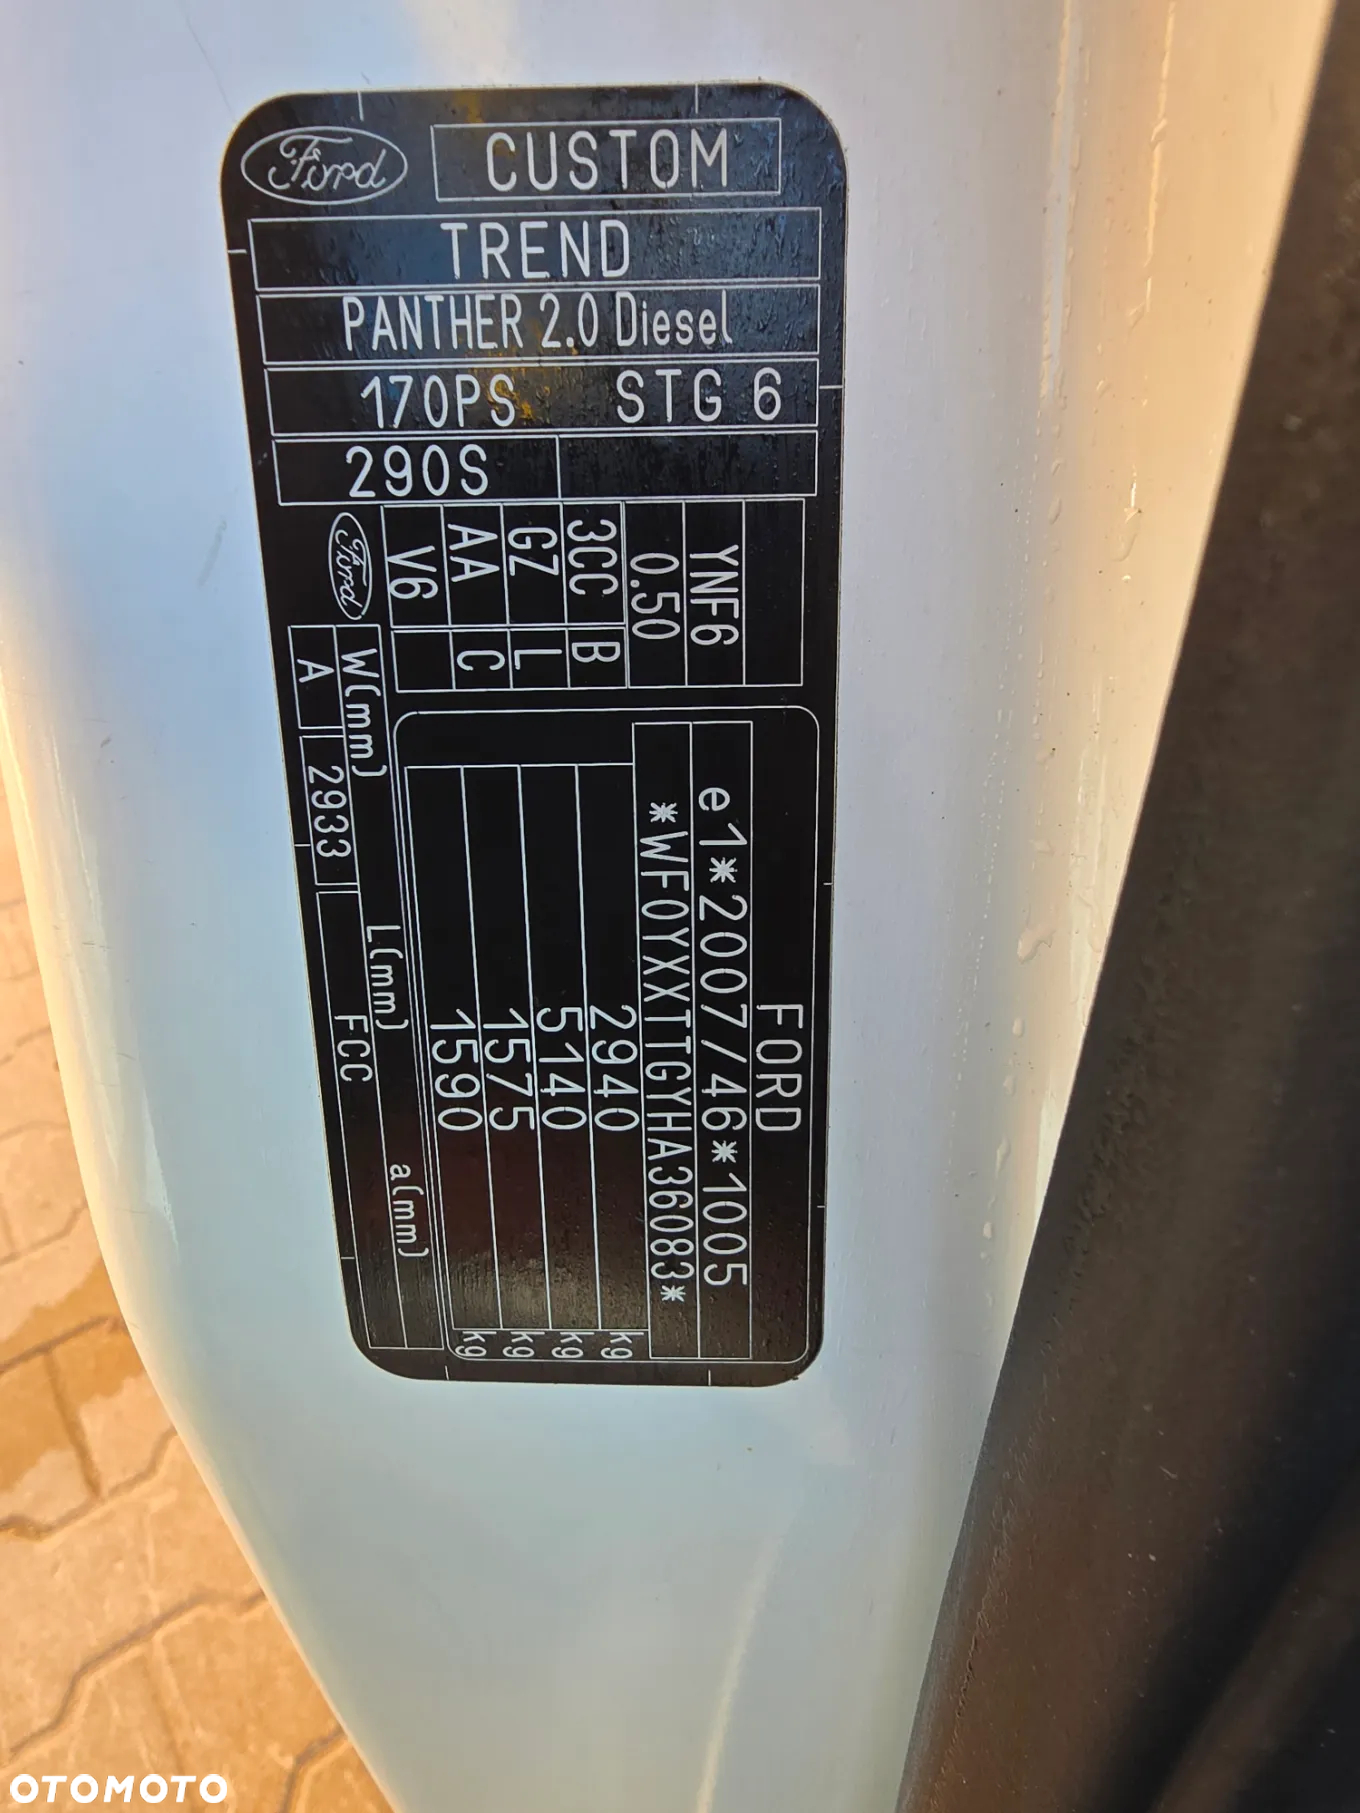 Ford CUSTOM
TREND
PANTHER 2.0 Diesel
170PS STG 6
290S
YNF6
0.50
3CC B
GZ L
AA C
V6
Ford
FORD
e1*2007/46*1005
*WF0YXXTTGYHA36083*
2940 kg
5140 kg
1575 kg
1590 kg
W(mm) L(mm) a(mm)
A 2933 FCC
OTOMOTO